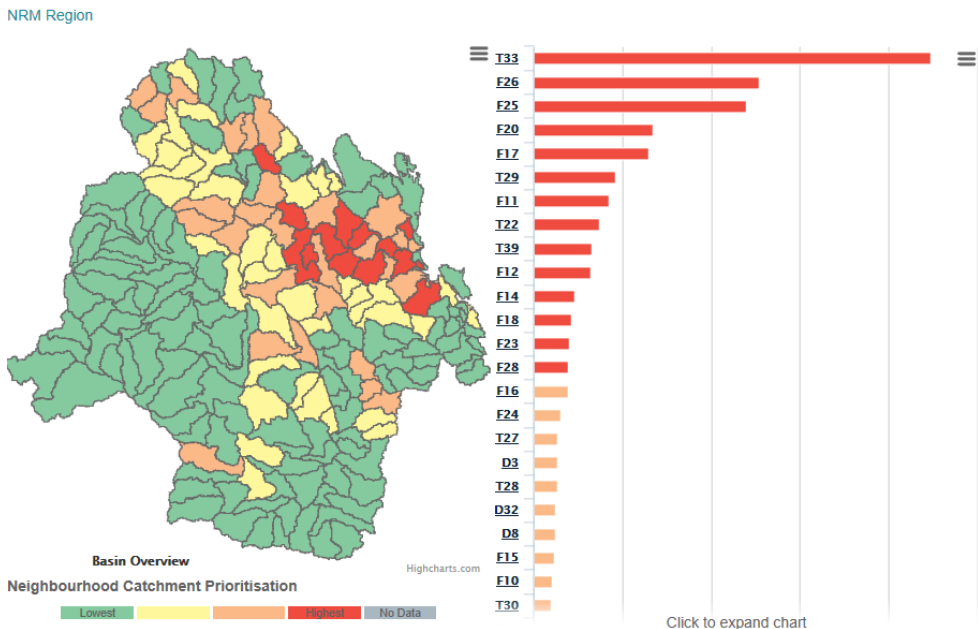 NRM Region
T33
F26
F25
F20
F17
T29
F11
T22
T39
F12
F14
F18
F23
F28
F16
F24
T27
D3
T28
D32
D8
F15
F10
T30
Basin Overview
Highcharts.com
Neighbourhood Catchment Prioritisation
Lowest
Highest
No Data
Click to expand chart